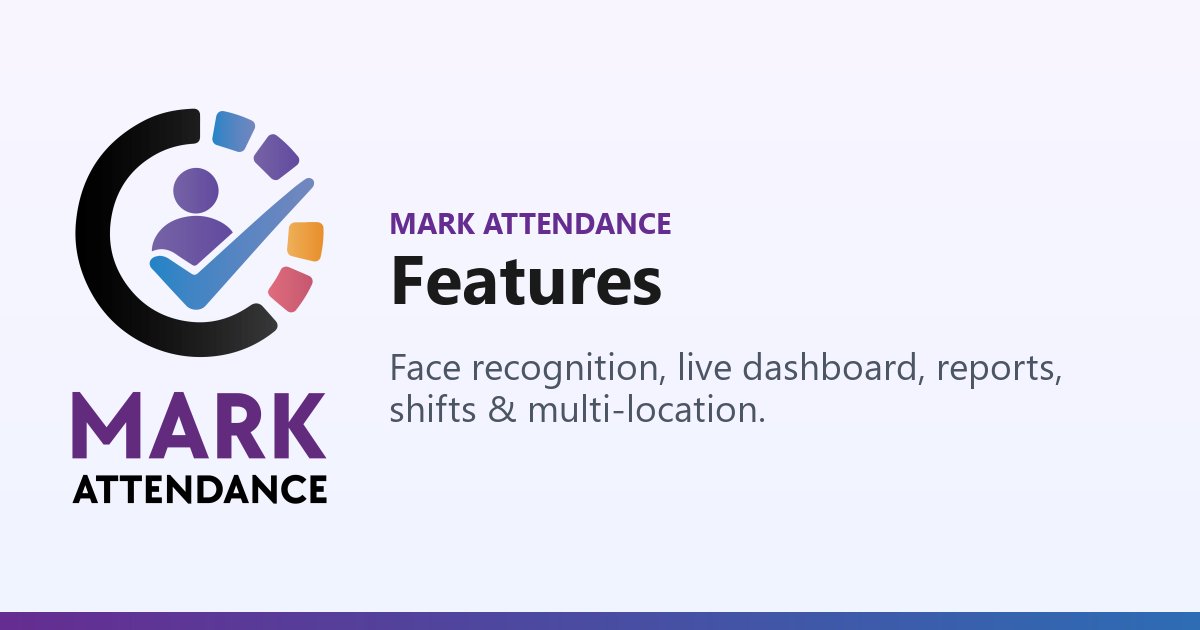 MARK
ATTENDANCE
MARK ATTENDANCE
Features
Face recognition, live dashboard, reports,
shifts & multi-location.